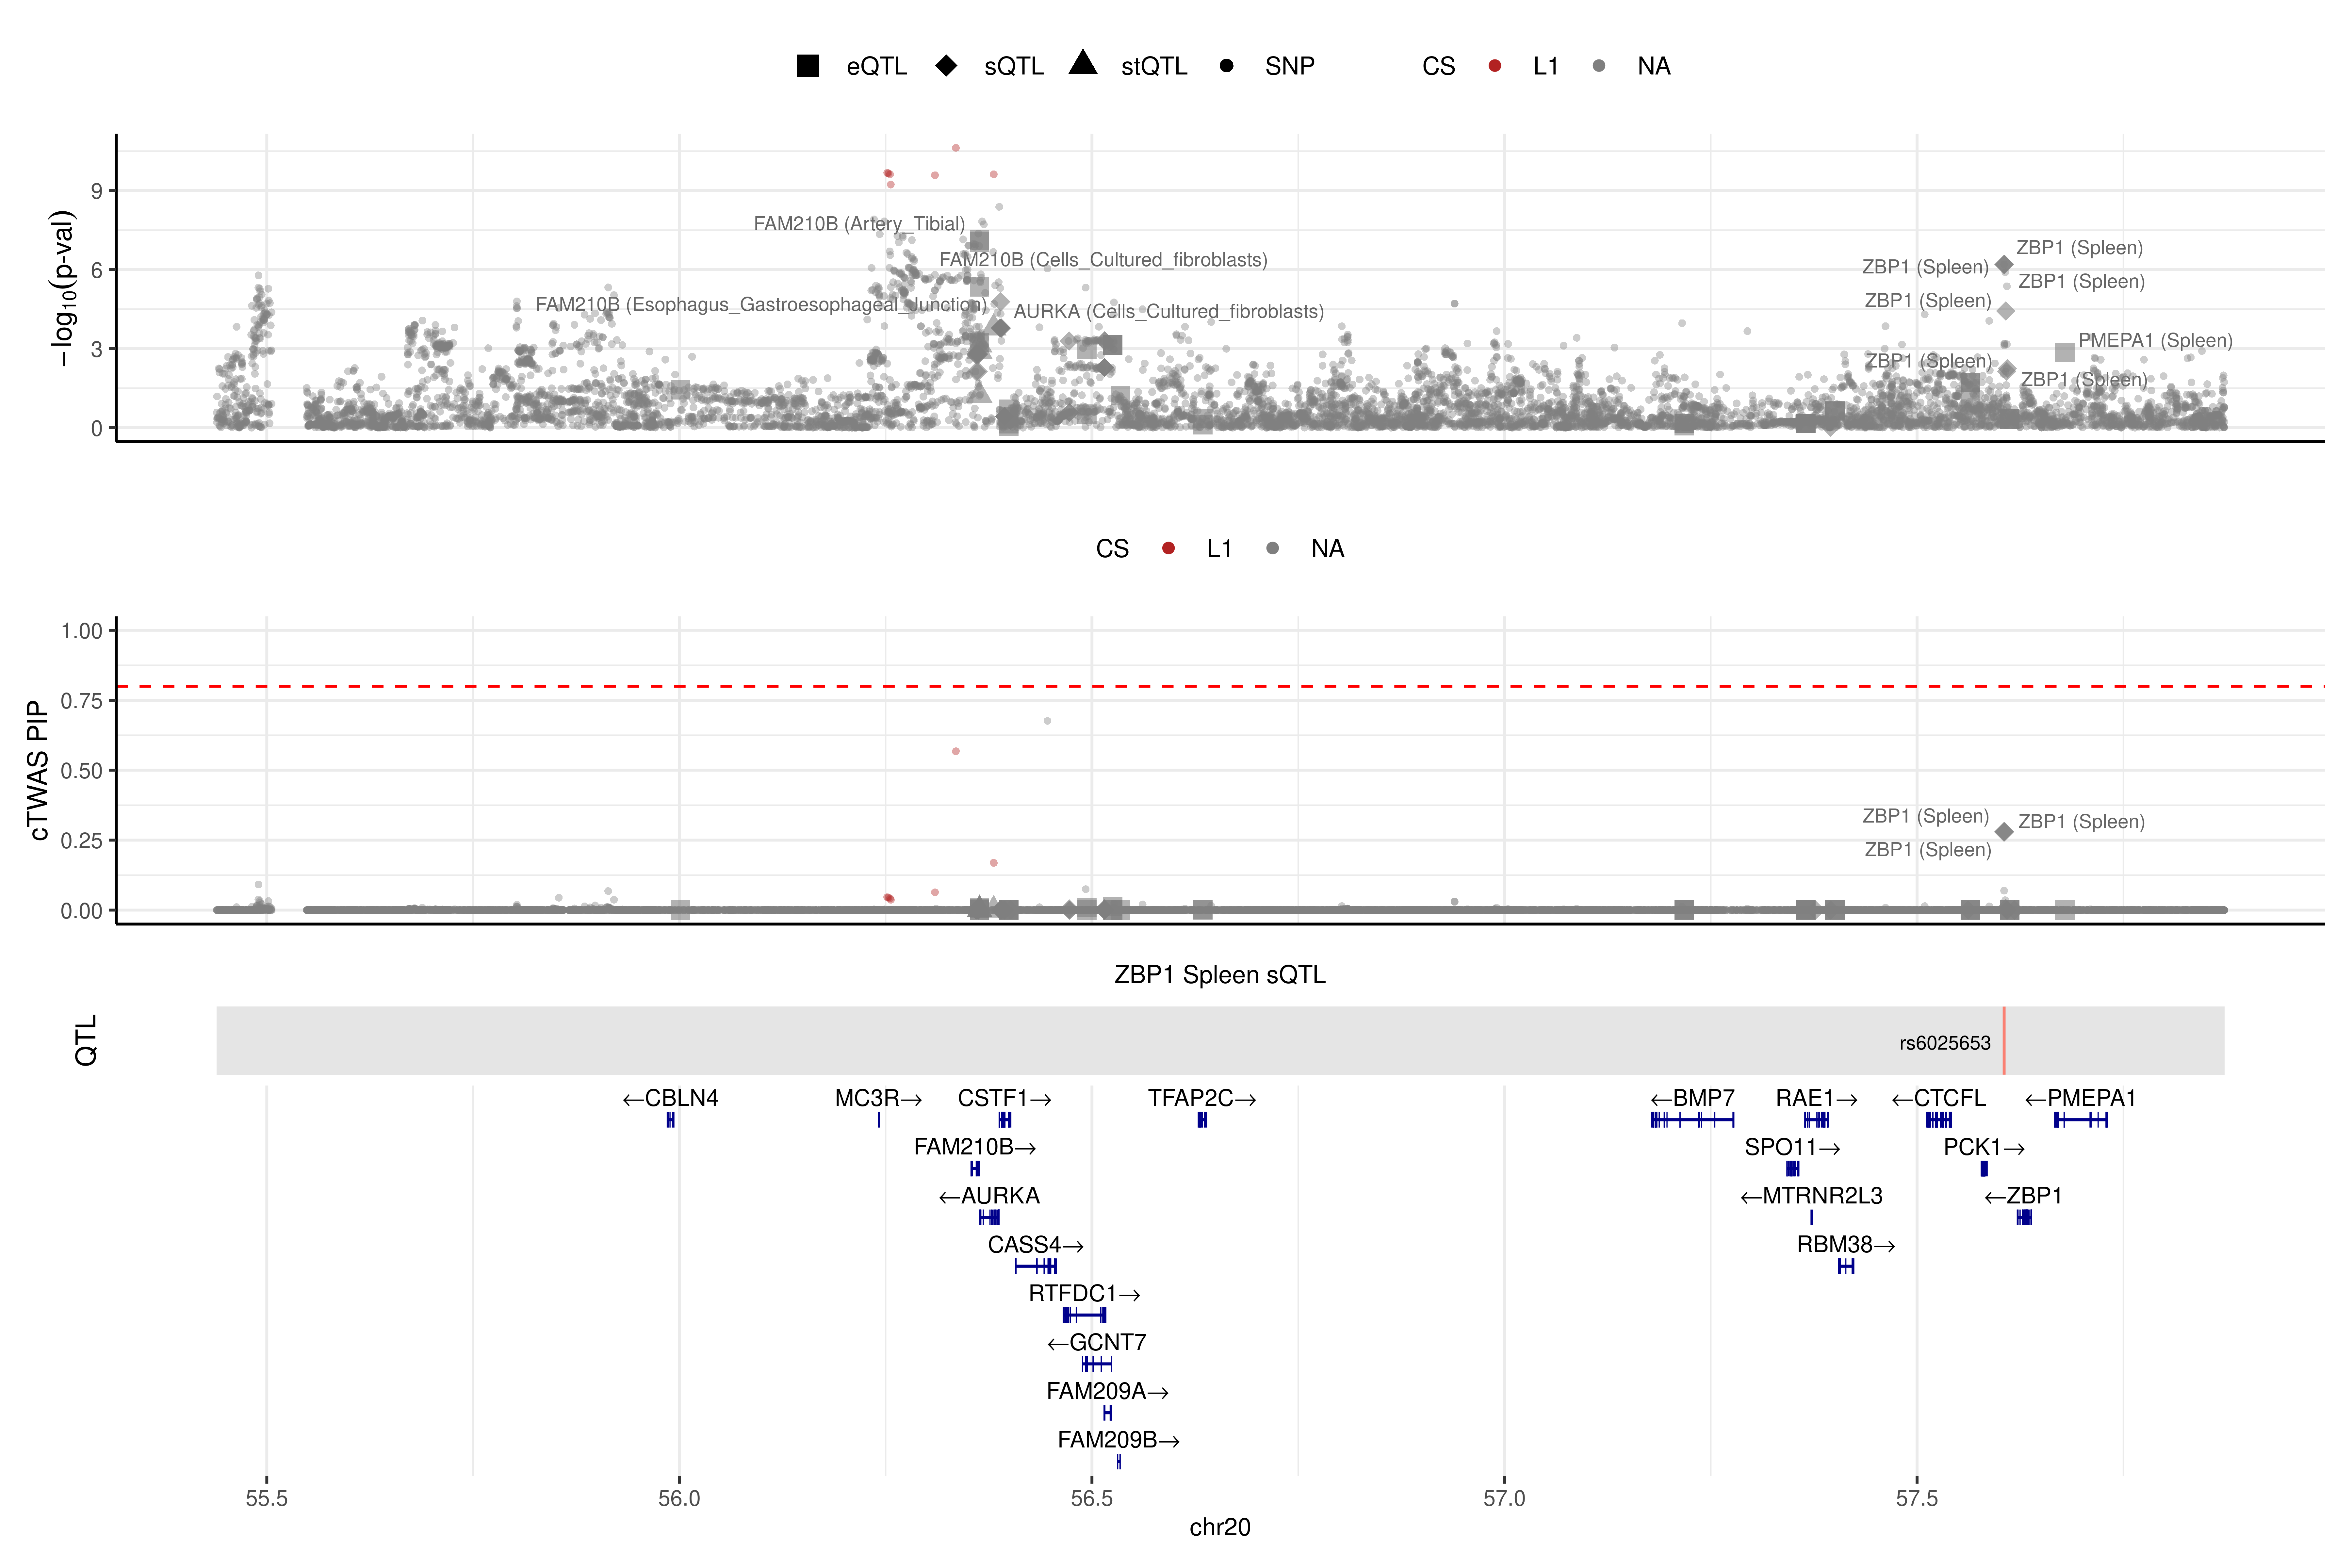 eQTL sQTL stQTL SNP CS L1 NA
−log10(p-val)
9
6
3
0
FAM210B (Artery_Tibial)
FAM210B (Cells_Cultured_fibroblasts)
FAM210B (Esophagus_Gastroesophageal_Junction)
AURKA (Cells_Cultured_fibroblasts)
ZBP1 (Spleen)
ZBP1 (Spleen)
ZBP1 (Spleen)
ZBP1 (Spleen)
PMEPA1 (Spleen)
ZBP1 (Spleen)
ZBP1 (Spleen)
CS L1 NA
cTWAS PIP
1.00
0.75
0.50
0.25
0.00
ZBP1 (Spleen)
ZBP1 (Spleen)
ZBP1 (Spleen)
ZBP1 Spleen sQTL
QTL
rs6025653
←CBLN4 MC3R→ CSTF1→ TFAP2C→ ←BMP7 RAE1→ ←CTCFL ←PMEPA1
FAM210B→ SPO11→ PCK1→
←AURKA ←MTRNR2L3 ←ZBP1
CASS4→ RBM38→
RTFDC1→
←GCNT7
FAM209A→
FAM209B→
55.5 56.0 56.5 57.0 57.5
chr20